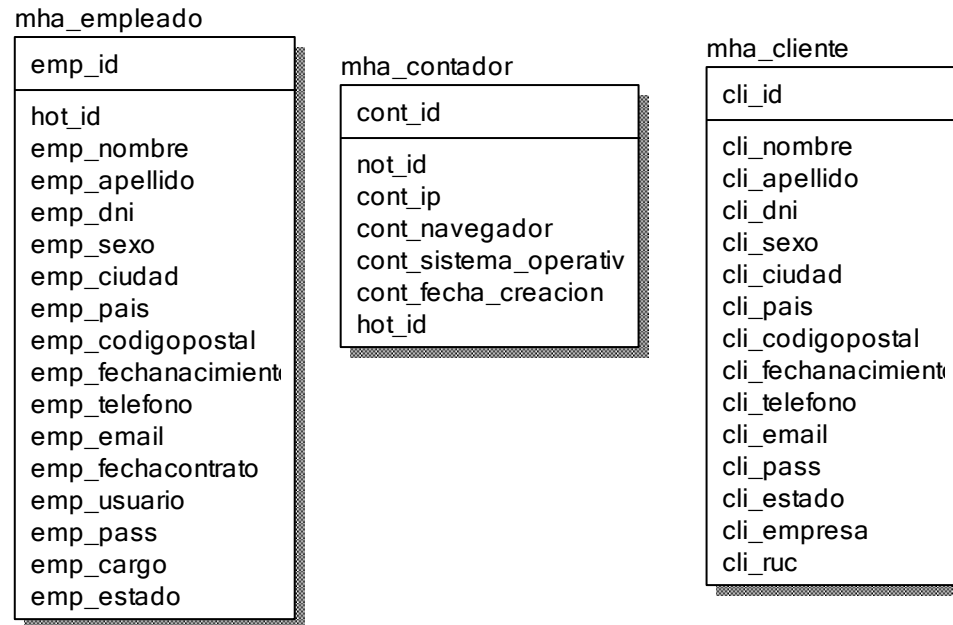 mha_empleado
emp_id
hot_id
emp_nombre
emp_apellido
emp_dni
emp_sexo
emp_ciudad
emp_pais
emp_codigopostal
emp_fechanacimient
emp_telefono
emp_email
emp_fechacontrato
emp_usuario
emp_pass
emp_cargo
emp_estado
mha_contador
cont_id
not_id
cont_ip
cont_navegador
cont_sistema_operativ
cont_fecha_creacion
hot_id
mha_cliente
cli_id
cli_nombre
cli_apellido
cli_dni
cli_sexo
cli_ciudad
cli_pais
cli_codigopostal
cli_fechanacimient
cli_telefono
cli_email
cli_pass
cli_estado
cli_empresa
cli_ruc